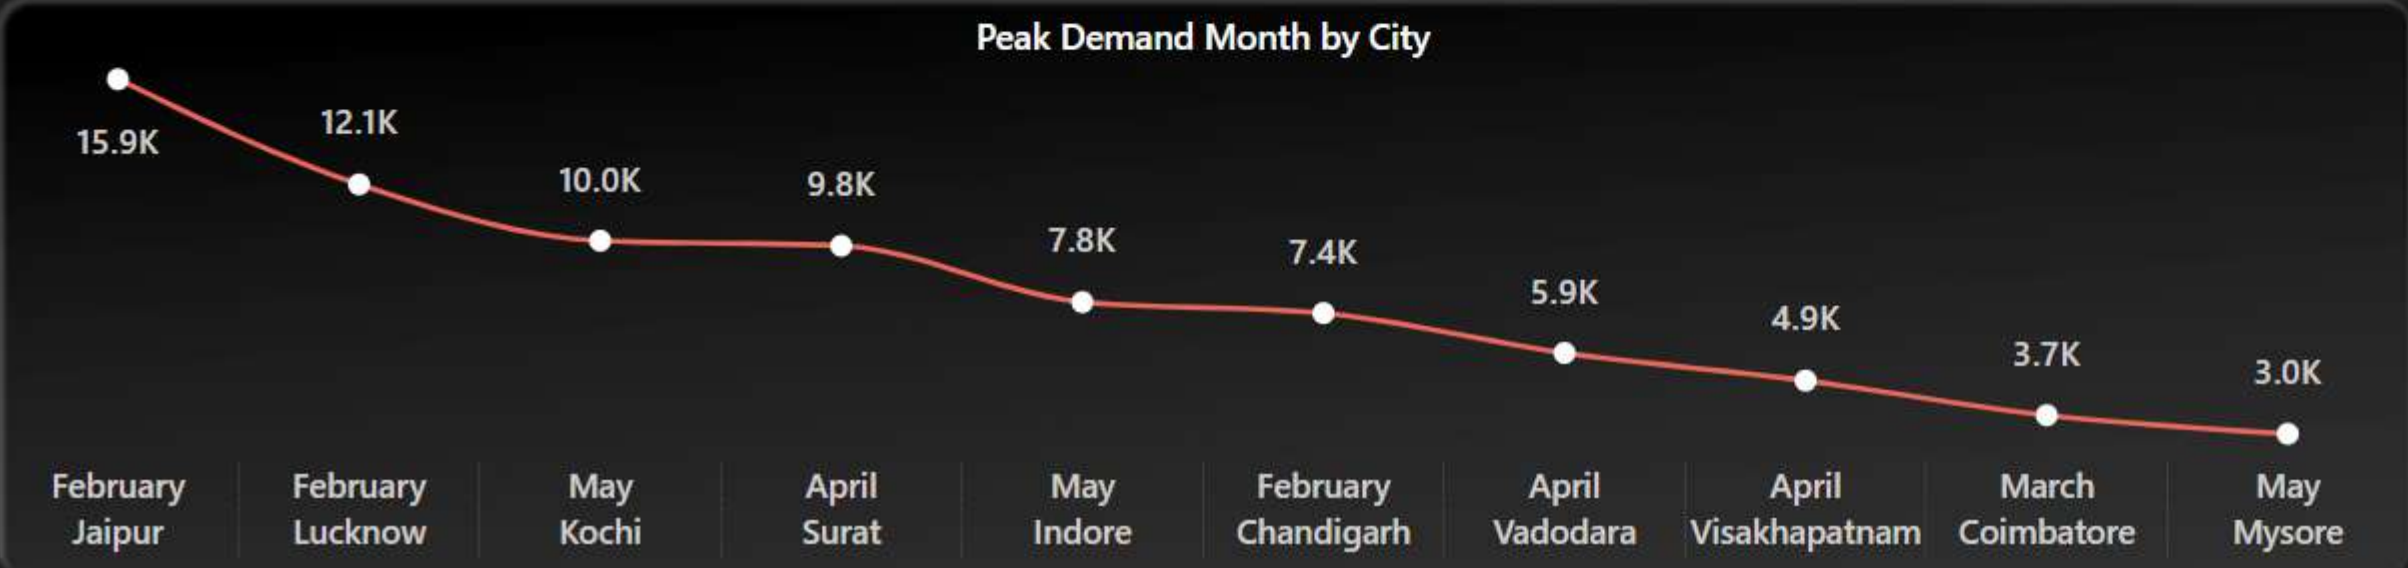 Peak Demand Month by City
15.9K
12.1K
10.0K
9.8K
7.8K
7.4K
5.9K
4.9K
3.7K
3.0K
February
Jaipur
February
Lucknow
May
Kochi
April
Surat
May
Indore
February
Chandigarh
April
Vadodara
April
Visakhapatnam
March
Coimbatore
May
Mysore